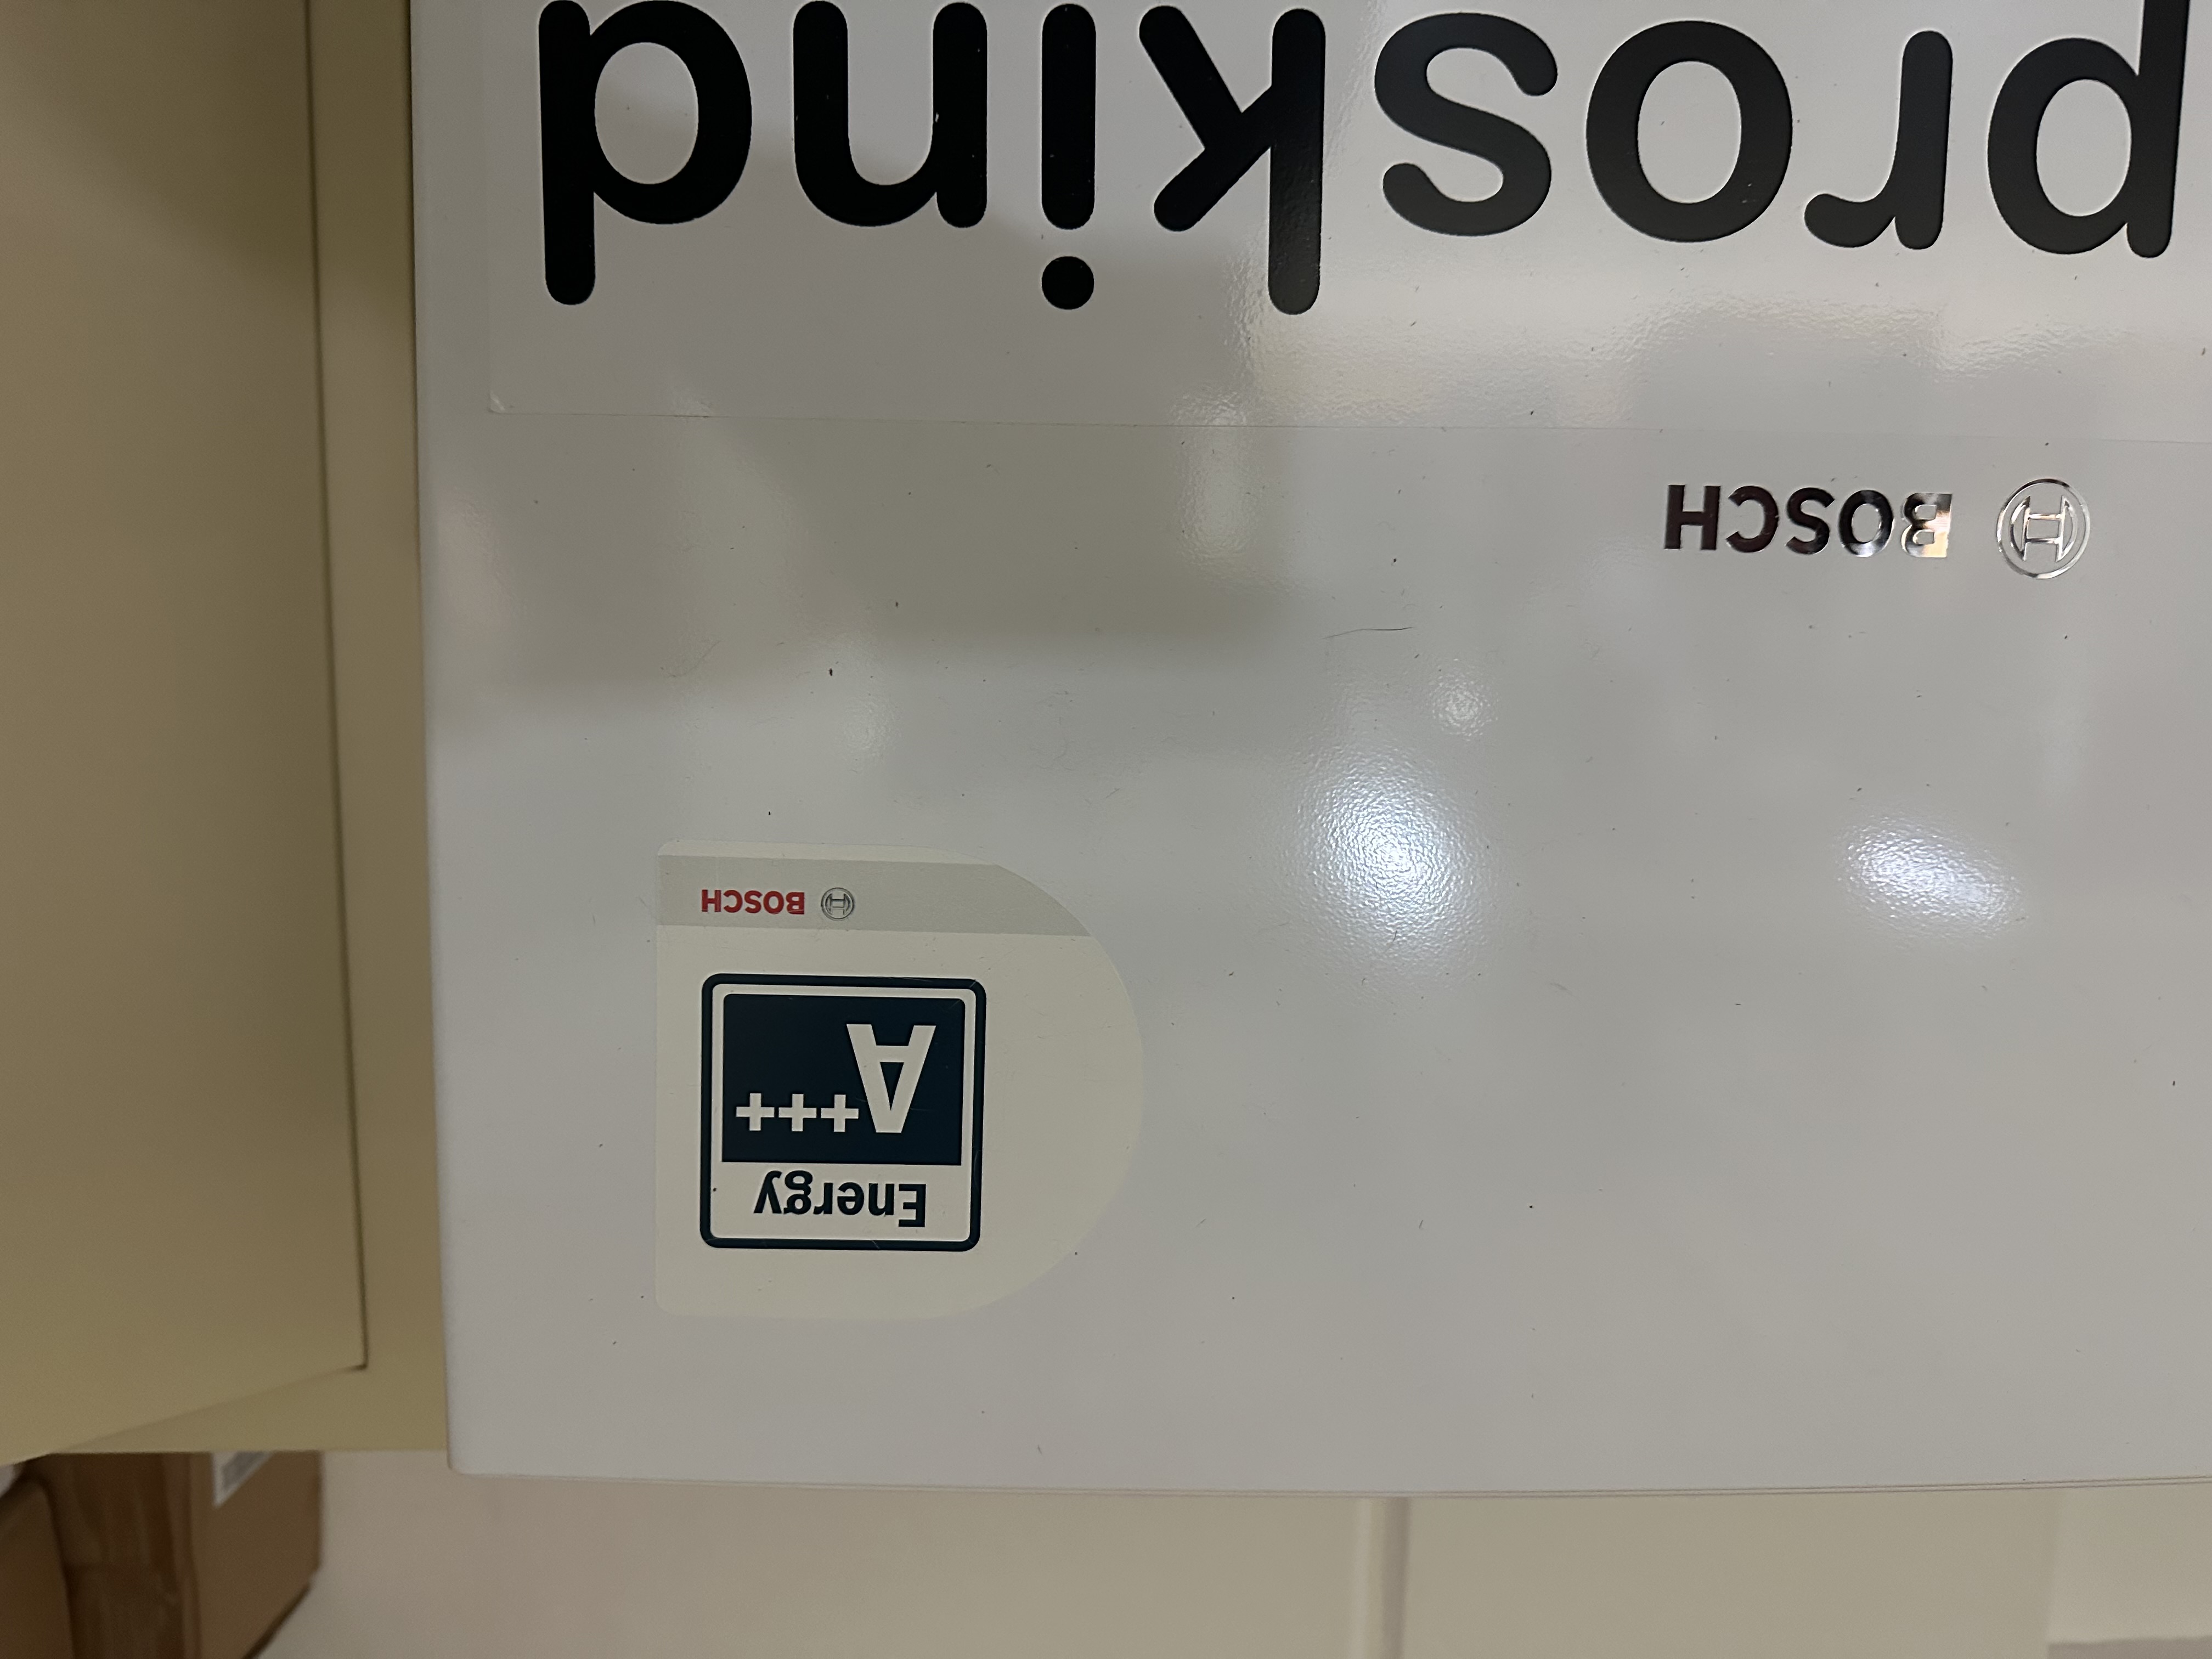 Energy
A+++
BOSCH
BOSCH
proskind